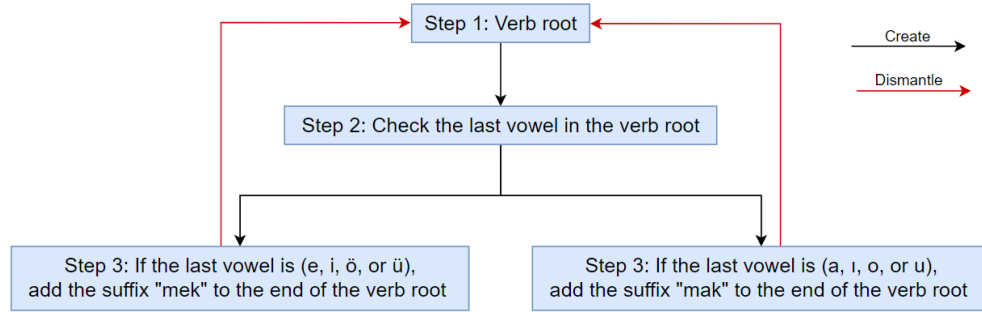 Step 1: Verb root
Create
Dismantle
Step 2: Check the last vowel in the verb root
Step 3: If the last vowel is (e, i, ö, or ü),
add the suffix "mek" to the end of the verb root
Step 3: If the last vowel is (a, ı, o, or u),
add the suffix "mak" to the end of the verb root